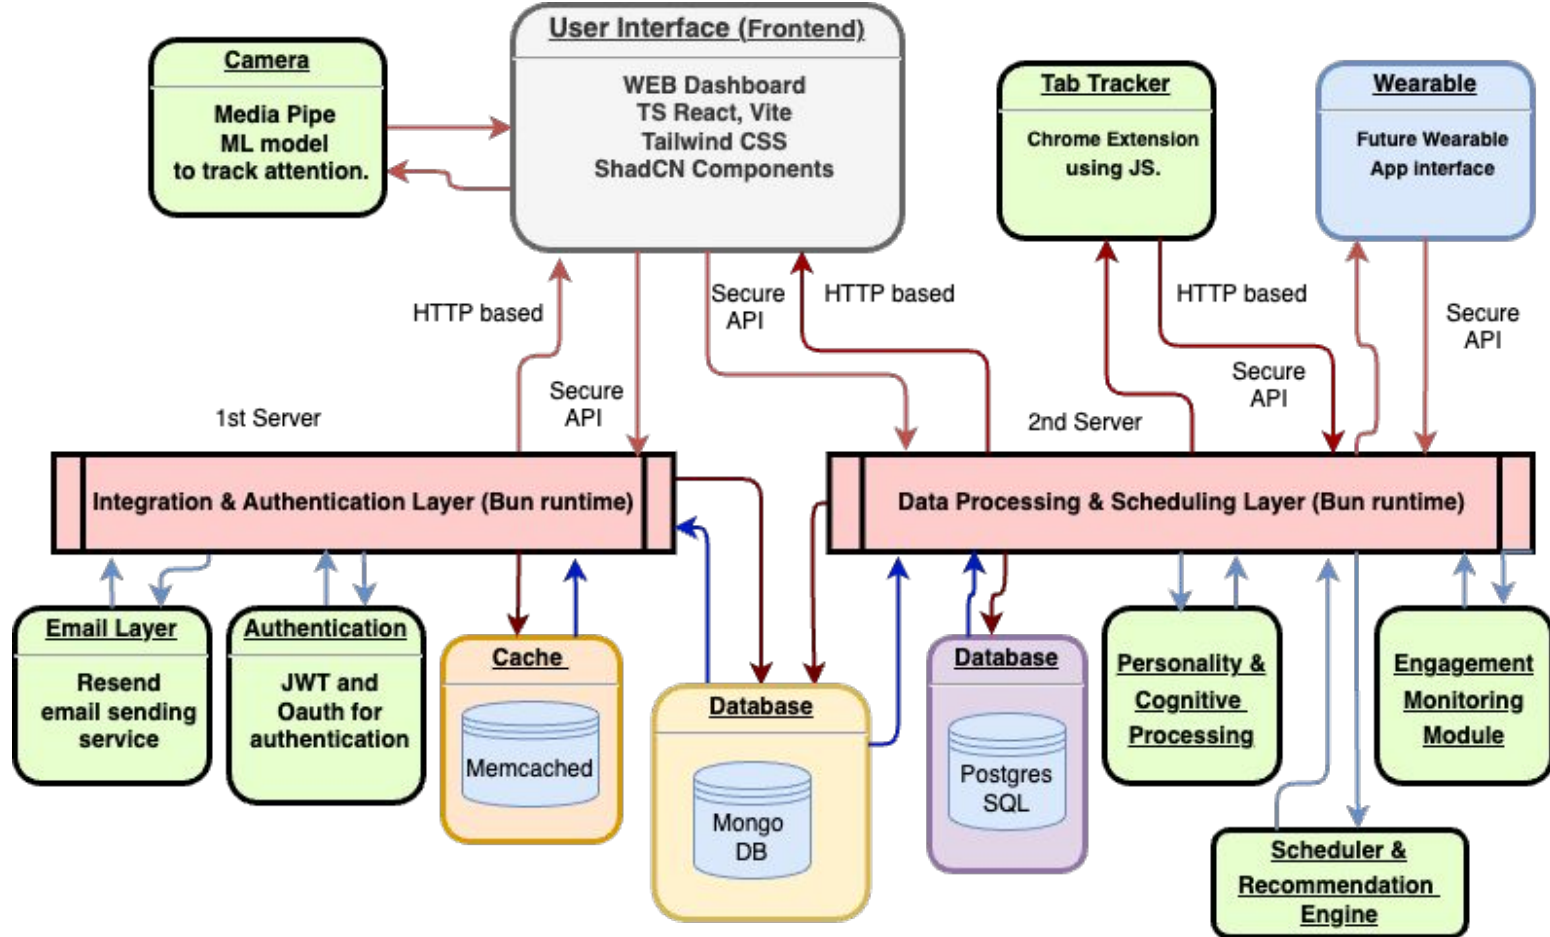 User Interface (Frontend)
WEB Dashboard
TS React, Vite
Tailwind CSS
ShadCN Components
Camera
Media Pipe
ML model
to track attention.
Tab Tracker
Chrome Extension
using JS.
Wearable
Future Wearable
App interface
HTTP based
Secure
API
Secure
API
HTTP based
HTTP based
Secure
API
Secure
API
1st Server
2nd Server
Integration & Authentication Layer (Bun runtime)
Data Processing & Scheduling Layer (Bun runtime)
Email Layer
Resend
email sending
service
Authentication
JWT and
Oauth for
authentication
Cache
Memcached
Database
Mongo
DB
Database
Postgres
SQL
Personality &
Cognitive
Processing
Engagement
Monitoring
Module
Scheduler &
Recommendation
Engine